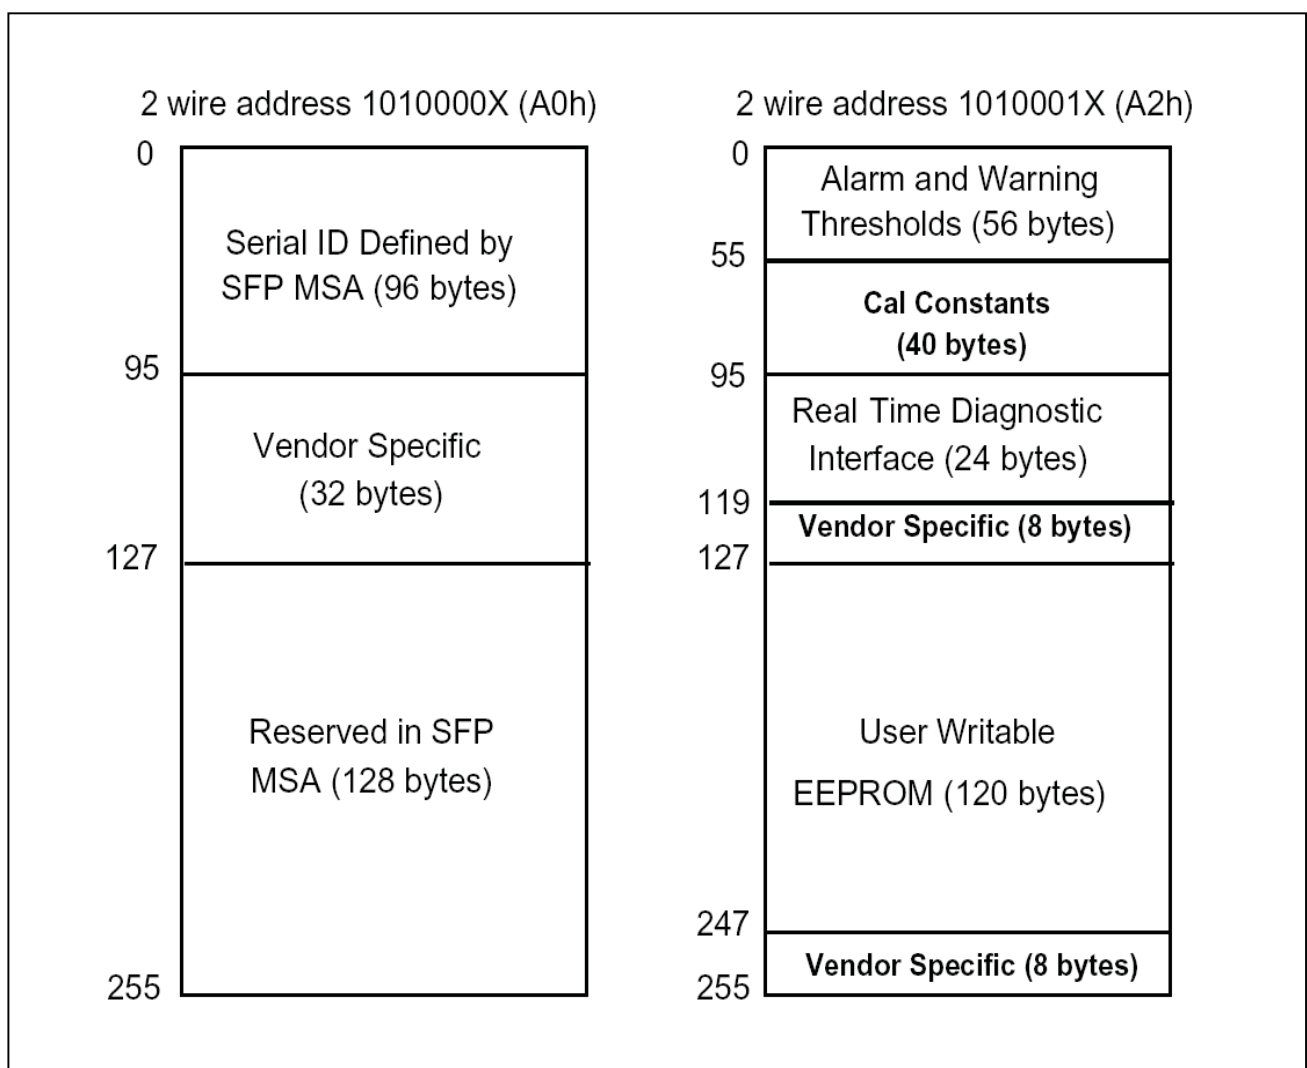 2 wire address 1010000X (A0h)
0
Serial ID Defined by
SFP MSA (96 bytes)
95
Vendor Specific
(32 bytes)
127
Reserved in SFP
MSA (128 bytes)
255
2 wire address 1010001X (A2h)
0
Alarm and Warning
Thresholds (56 bytes)
55
Cal Constants
(40 bytes)
95
Real Time Diagnostic
Interface (24 bytes)
119
Vendor Specific (8 bytes)
127
User Writable
EEPROM (120 bytes)
247
Vendor Specific (8 bytes)
255